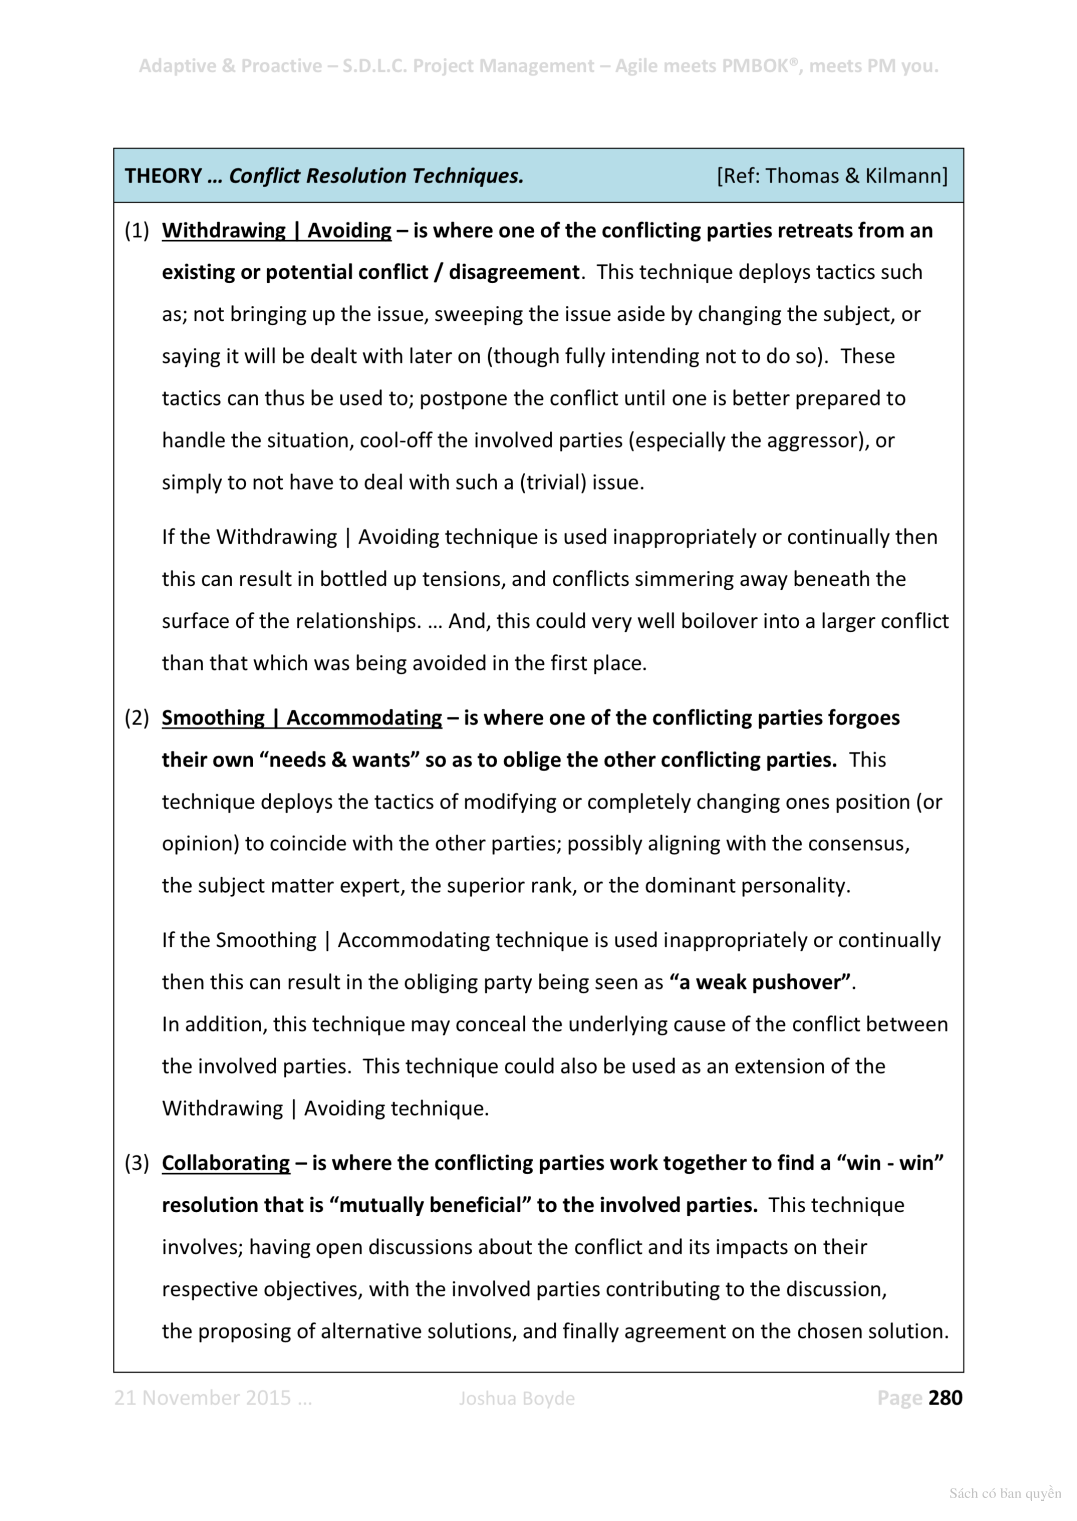 Adaptive & Proactive – S.D.L.C. Project Management – Agile meets PMBOK®, meets PM you.
THEORY … Conflict Resolution Techniques. [Ref: Thomas & Kilmann]
(1) Withdrawing | Avoiding – is where one of the conflicting parties retreats from an
existing or potential conflict / disagreement. This technique deploys tactics such
as; not bringing up the issue, sweeping the issue aside by changing the subject, or
saying it will be dealt with later on (though fully intending not to do so). These
tactics can thus be used to; postpone the conflict until one is better prepared to
handle the situation, cool-off the involved parties (especially the aggressor), or
simply to not have to deal with such a (trivial) issue.
If the Withdrawing | Avoiding technique is used inappropriately or continually then
this can result in bottled up tensions, and conflicts simmering away beneath the
surface of the relationships. … And, this could very well boilover into a larger conflict
than that which was being avoided in the first place.
(2) Smoothing | Accommodating – is where one of the conflicting parties forgoes
their own “needs & wants” so as to oblige the other conflicting parties. This
technique deploys the tactics of modifying or completely changing ones position (or
opinion) to coincide with the other parties; possibly aligning with the consensus,
the subject matter expert, the superior rank, or the dominant personality.
If the Smoothing | Accommodating technique is used inappropriately or continually
then this can result in the obliging party being seen as “a weak pushover”.
In addition, this technique may conceal the underlying cause of the conflict between
the involved parties. This technique could also be used as an extension of the
Withdrawing | Avoiding technique.
(3) Collaborating – is where the conflicting parties work together to find a “win - win”
resolution that is “mutually beneficial” to the involved parties. This technique
involves; having open discussions about the conflict and its impacts on their
respective objectives, with the involved parties contributing to the discussion,
the proposing of alternative solutions, and finally agreement on the chosen solution.
21 November 2015 … Joshua Boyde Page 280
Sách có bản quyền